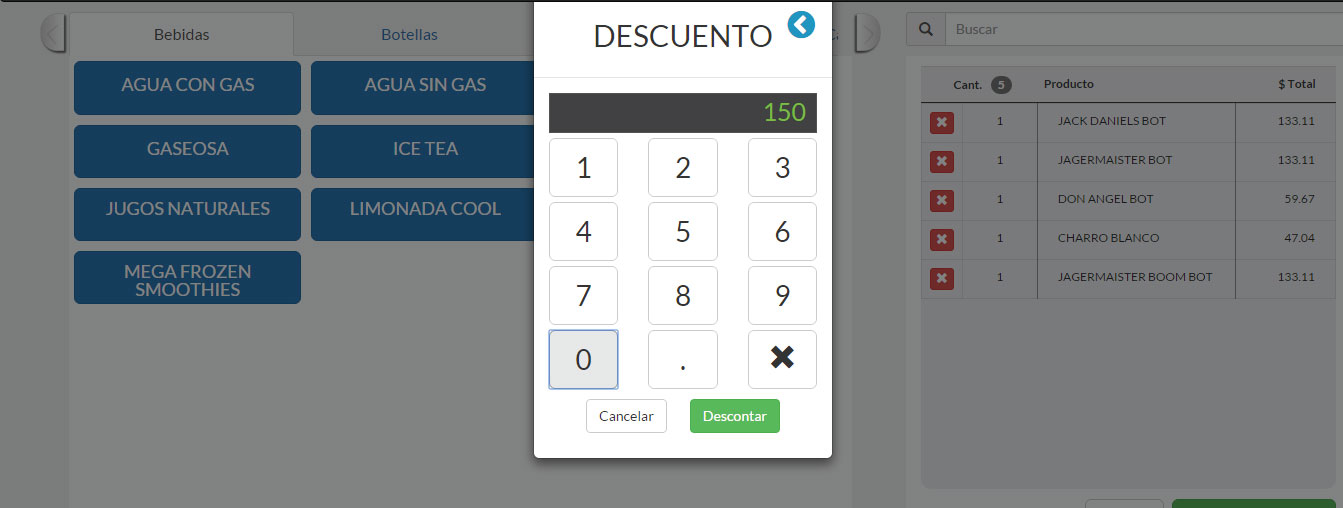 Bebidas
Botellas
AGUA CON GAS
AGUA SIN GAS
GASEOSA
ICE TEA
JUGOS NATURALES
LIMONADA COOL
MEGA FROZEN
SMOOTHIES
DESCUENTO
150
1 2 3
4 5 6
7 8 9
0 .
Cancelar
Descontar
Buscar
Cant. 5 Producto $ Total
1 JACK DANIELS BOT 133.11
1 JAGERMAISTER BOT 133.11
1 DON ANGEL BOT 59.67
1 CHARRO BLANCO 47.04
1 JAGERMAISTER BOOM BOT 133.11